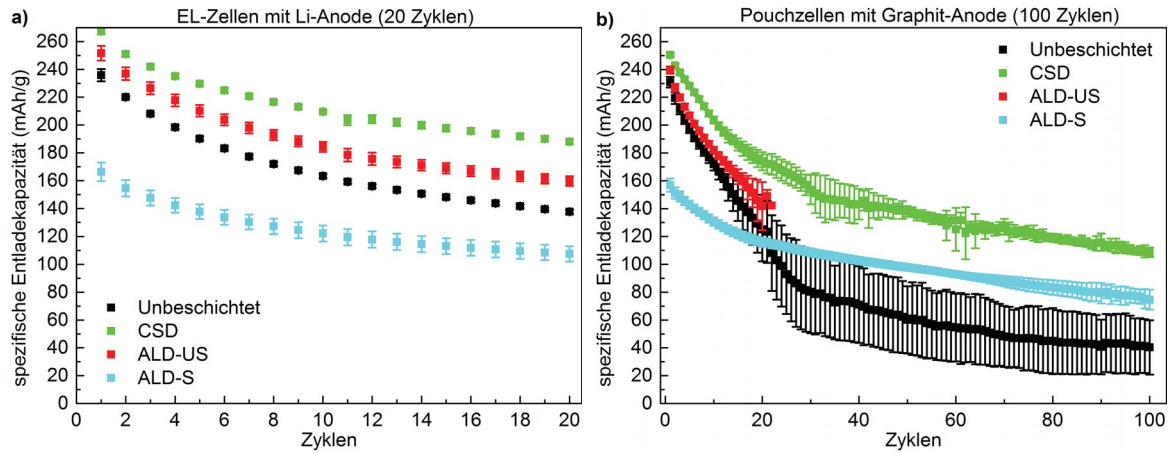 a)
EL-Zellen mit Li-Anode (20 Zyklen)
260
240
220
200
180
160
140
120
100
80
60
40
20
0
spezifische Entladekapazität (mAh/g)
Unbeschichtet
CSD
ALD-US
ALD-S
0 2 4 6 8 10 12 14 16 18 20
Zyklen
b)
Pouchzellen mit Graphit-Anode (100 Zyklen)
260
240
220
200
180
160
140
120
100
80
60
40
20
0
spezifische Entladekapazität (mAh/g)
Unbeschichtet
CSD
ALD-US
ALD-S
0 20 40 60 80 100
Zyklen